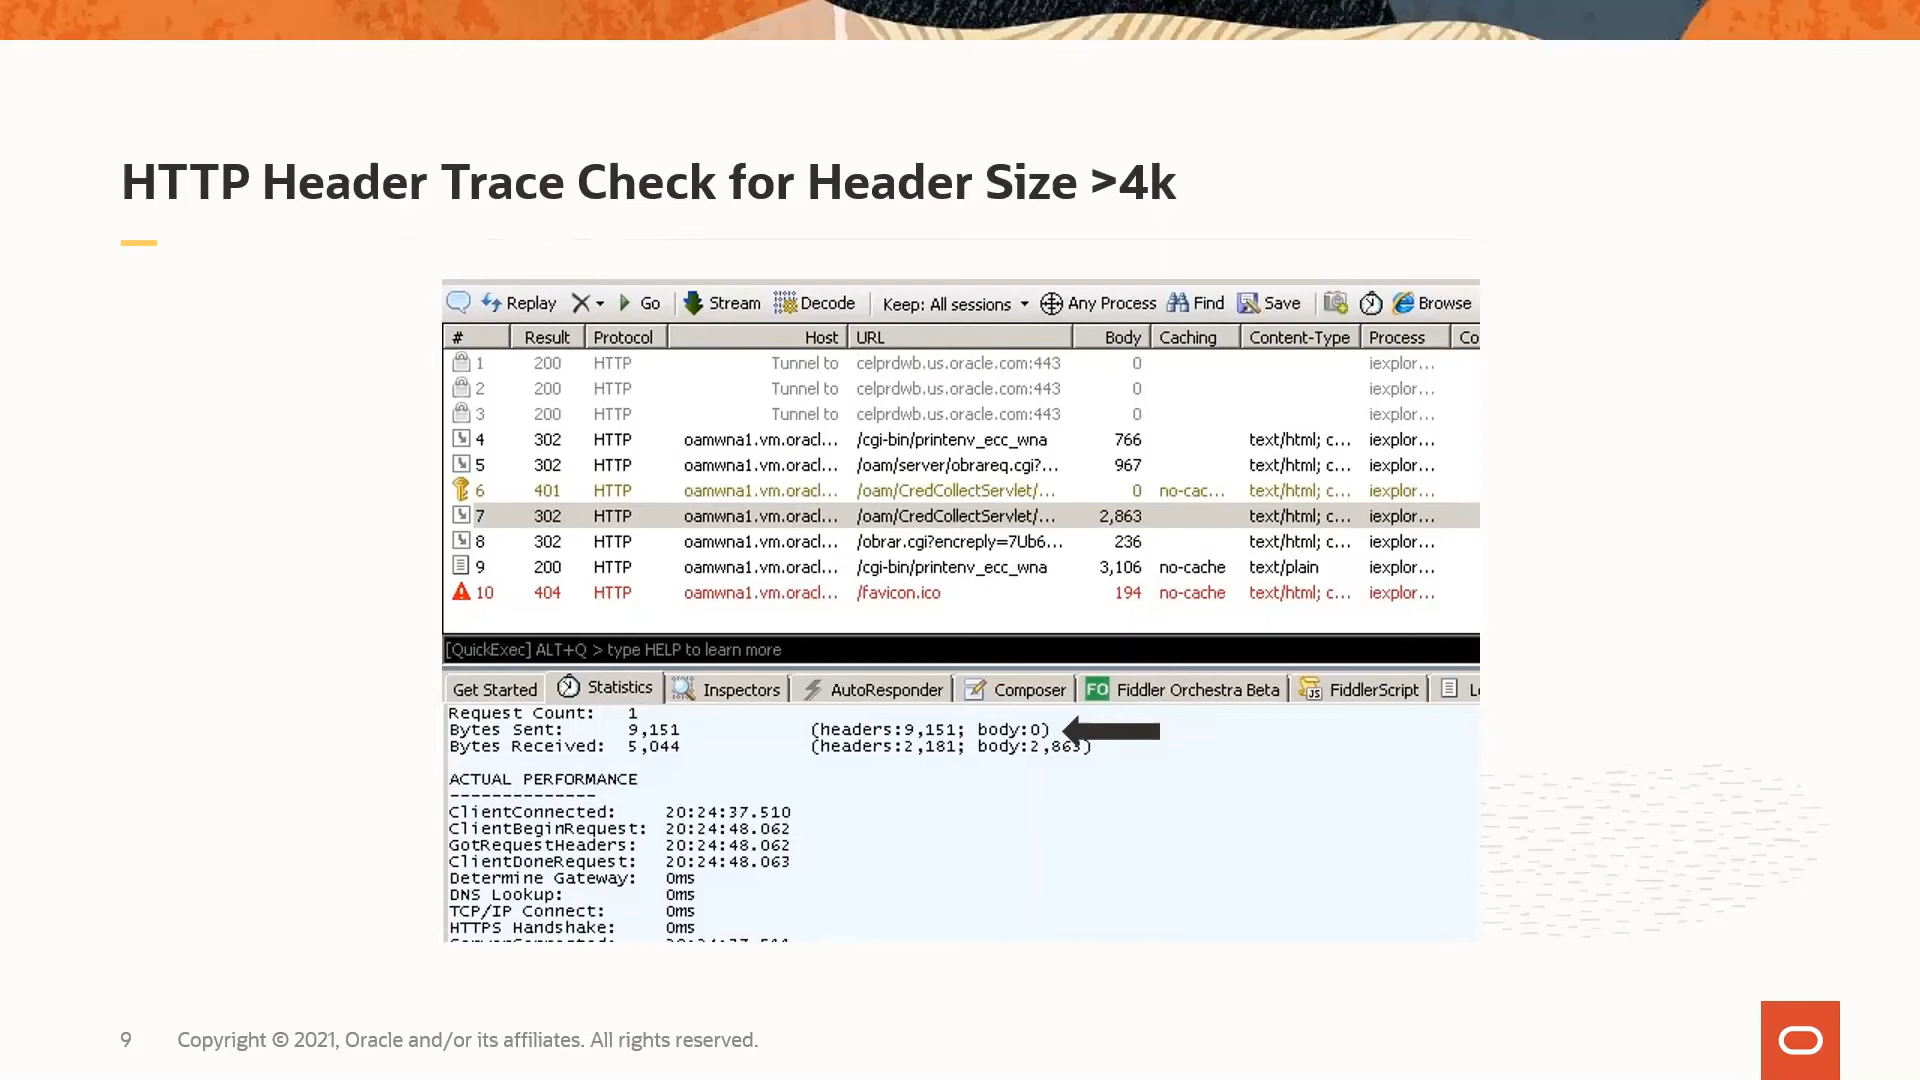 HTTP Header Trace Check for Header Size >4k
Replay Go Stream Decode Keep: All sessions Any Process Find Save Browse
# Result Protocol Host URL Body Caching Content-Type Process Co
1 200 HTTP Tunnel to celprdwb.us.oracle.com:443 0 iexplor...
2 200 HTTP Tunnel to celprdwb.us.oracle.com:443 0 iexplor...
3 200 HTTP Tunnel to celprdwb.us.oracle.com:443 0 iexplor...
4 302 HTTP oamwna1.vm.oracl... /cgi-bin/printenv_ecc_wna 766 text/html; c... iexplor...
5 302 HTTP oamwna1.vm.oracl... /oam/server/obrareq.cgi?... 967 text/html; c... iexplor...
6 401 HTTP oamwna1.vm.oracl... /oam/CredCollectServlet/... 0 no-cac... text/html; c... iexplor...
7 302 HTTP oamwna1.vm.oracl... /oam/CredCollectServlet/... 2,863 text/html; c... iexplor...
8 302 HTTP oamwna1.vm.oracl... /obrar.cgi?encreply=7Ub6... 236 text/html; c... iexplor...
9 200 HTTP oamwna1.vm.oracl... /cgi-bin/printenv_ecc_wna 3,106 no-cache text/plain iexplor...
10 404 HTTP oamwna1.vm.oracl... /favicon.ico 194 no-cache text/html; c... iexplor...
[QuickExec] ALT+Q > type HELP to learn more
Get Started Statistics Inspectors AutoResponder Composer FO Fiddler Orchestra Beta JS FiddlerScript
Request Count: 1
Bytes Sent: 9,151 (headers:9,151; body:0)
Bytes Received: 5,044 (headers:2,181; body:2,863)
ACTUAL PERFORMANCE
--------------
ClientConnected: 20:24:37.510
ClientBeginRequest: 20:24:48.062
GotRequestHeaders: 20:24:48.062
ClientDoneRequest: 20:24:48.063
Determine Gateway: 0ms
DNS Lookup: 0ms
TCP/IP Connect: 0ms
HTTPS Handshake: 0ms
9 Copyright © 2021, Oracle and/or its affiliates. All rights reserved.